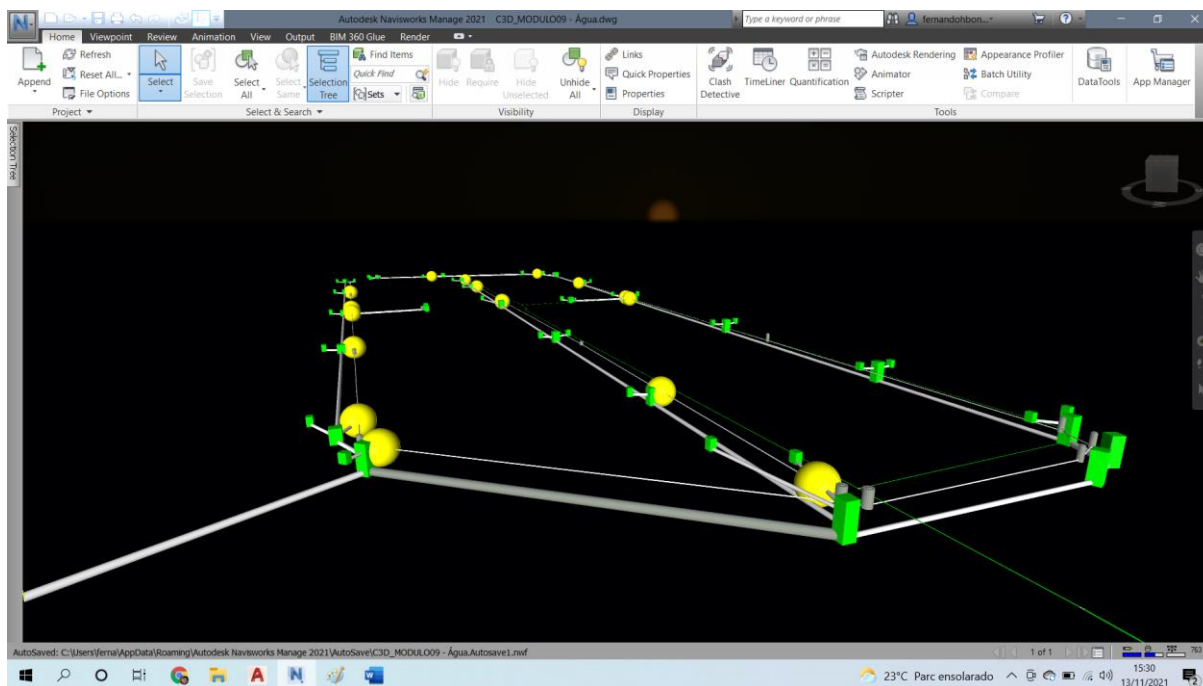 Autodesk Navisworks Manage 2021 C3D_MODULO09 - Água.dwg
Type a keyword or phrase
fernandohbon...
Home Viewpoint Review Animation View Output BIM 360 Glue Render
Append
Refresh
Reset All...
File Options
Project
Select
Save Selection
Select All
Select Same
Selection Tree
Find Items
Quick Find
Sets
Select & Search
Hide
Require
Hide Unselected
Unhide All
Visibility
Links
Quick Properties
Properties
Display
Clash Detective
TimeLiner
Quantification
Autodesk Rendering
Animator
Scripter
Appearance Profiler
Batch Utility
Compare
Tools
DataTools
App Manager
Selection Tree
AutoSaved: C:\Users\ferna\AppData\Roaming\Autodesk Navisworks Manage 2021\AutoSave\C3D_MODULO09 - Água.Autosave1.nwf
1 of 1
763
23°C Parc ensolarado
15:30
13/11/2021